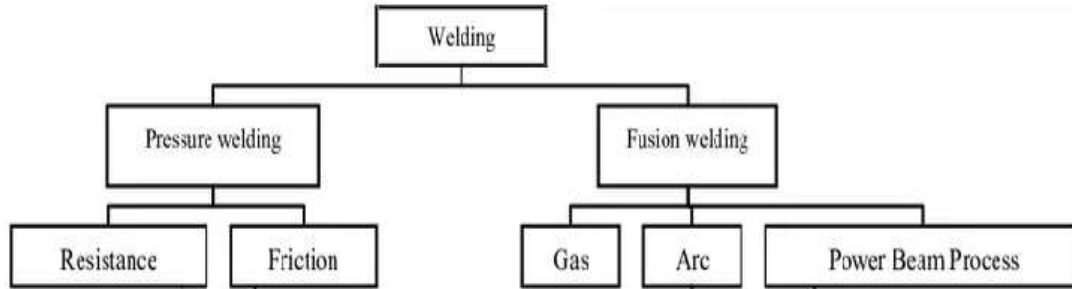 Welding
Pressure welding
Fusion welding
Resistance
Friction
Gas
Arc
Power Beam Process